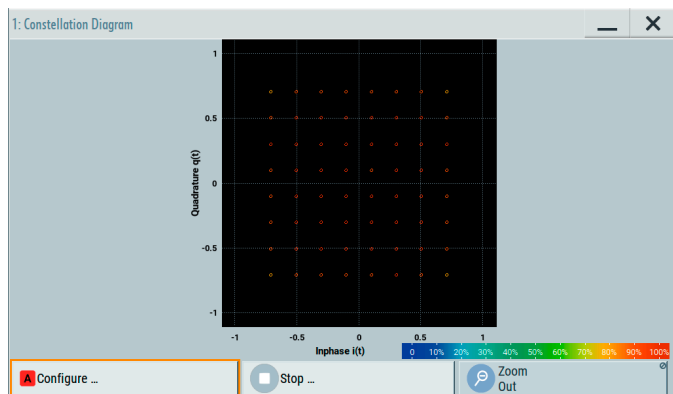 1: Constellation Diagram
1
0.5
0
-0.5
-1
Quadrature q(t)
-1 -0.5 0 0.5 1
Inphase i(t)
0 10% 20% 30% 40% 50% 60% 70% 80% 90% 100%
A Configure ...
Stop ...
Zoom
Out